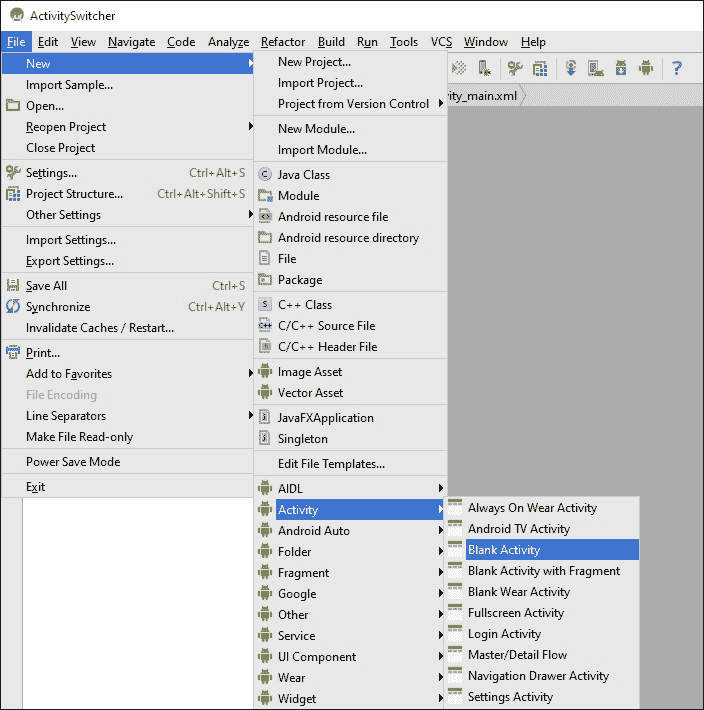 ActivitySwitcher
File Edit View Navigate Code Analyze Refactor Build Run Tools VCS Window Help
New
Import Sample...
Open...
Reopen Project
Close Project
Settings... Ctrl+Alt+S
Project Structure... Ctrl+Alt+Shift+S
Other Settings
Import Settings...
Export Settings...
Save All Ctrl+S
Synchronize Ctrl+Alt+Y
Invalidate Caches / Restart...
Print...
Add to Favorites
File Encoding
Line Separators
Make File Read-only
Power Save Mode
Exit
New Project...
Import Project...
Project from Version Control
New Module...
Import Module...
C Java Class
Module
Android resource file
Android resource directory
File
Package
S C++ Class
C++ C/C++ Source File
C/C++ Header File
Image Asset
Vector Asset
JavaFXApplication
Singleton
Edit File Templates...
AIDL
Activity
Android Auto
Folder
Fragment
Google
Other
Service
UI Component
Wear
Widget
ity_main.xml
?
Always On Wear Activity
Android TV Activity
Blank Activity
Blank Activity with Fragment
Blank Wear Activity
Fullscreen Activity
Login Activity
Master/Detail Flow
Navigation Drawer Activity
Settings Activity